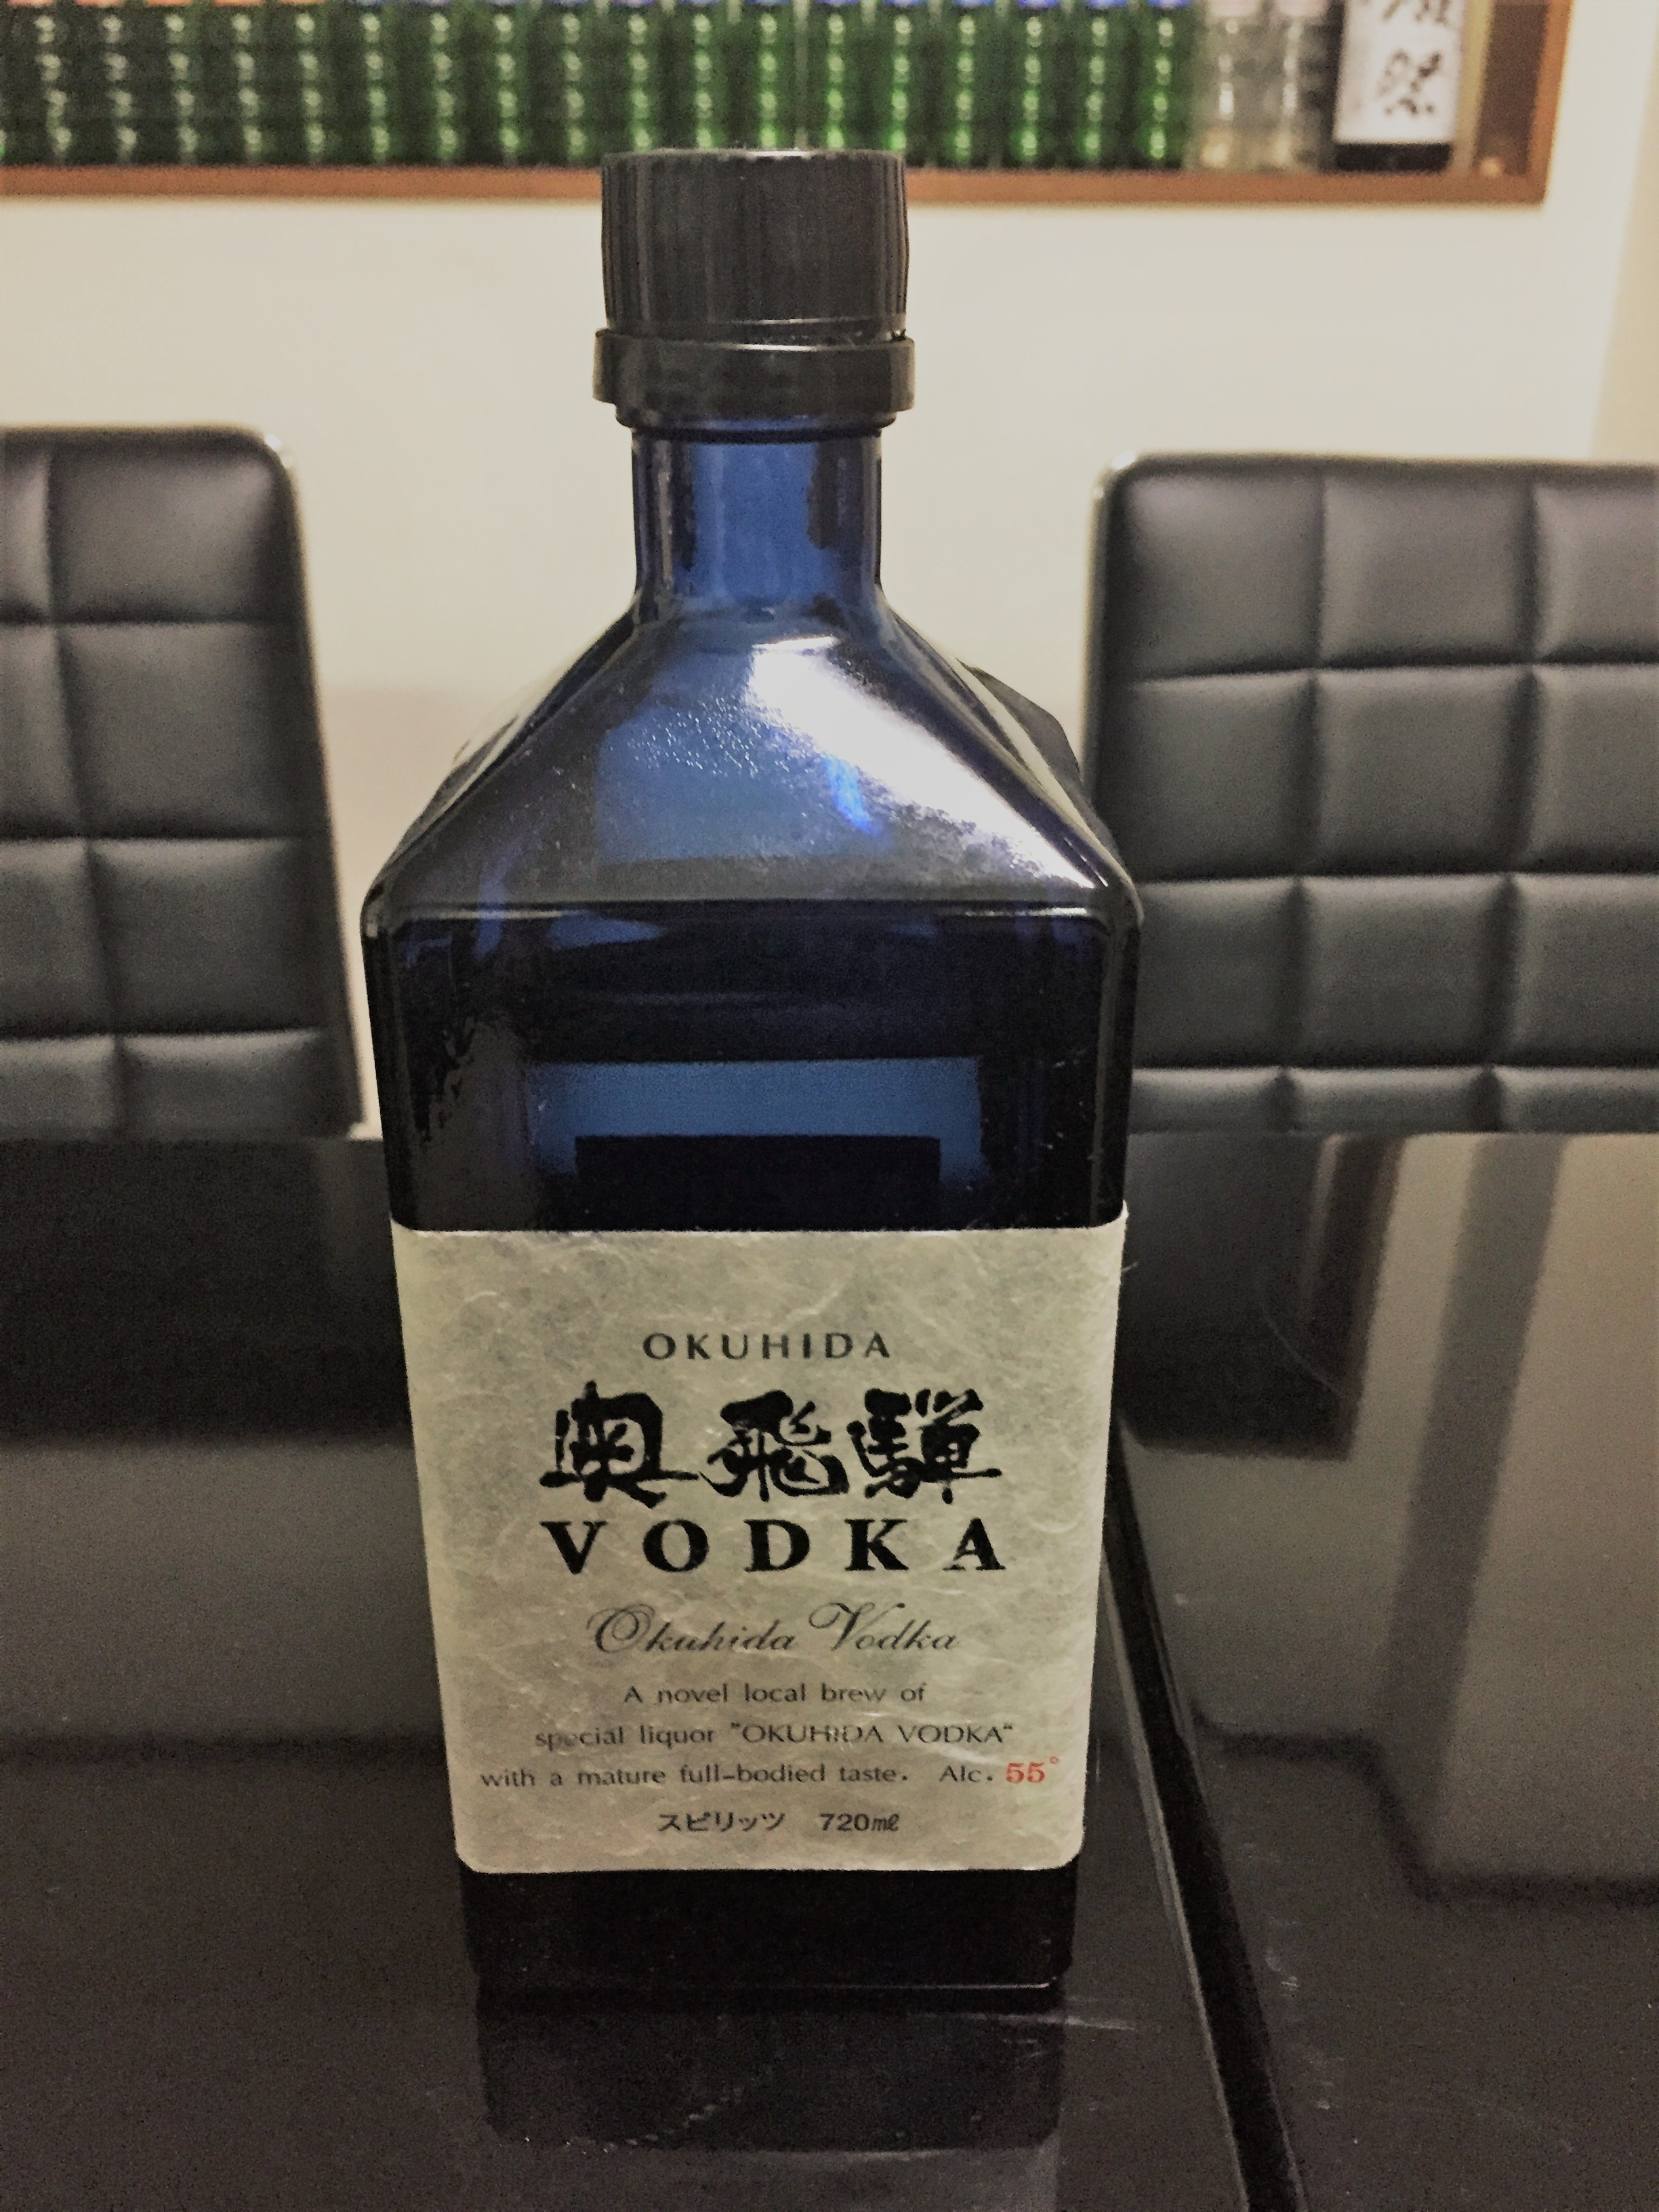 OKUHIDA
奥飛騨
VODKA
Okuhida Vodka
A novel local brew of
special liquor "OKUHIDA VODKA"
with a mature full-bodied taste. Alc. 55°
スピリッツ 720㎖